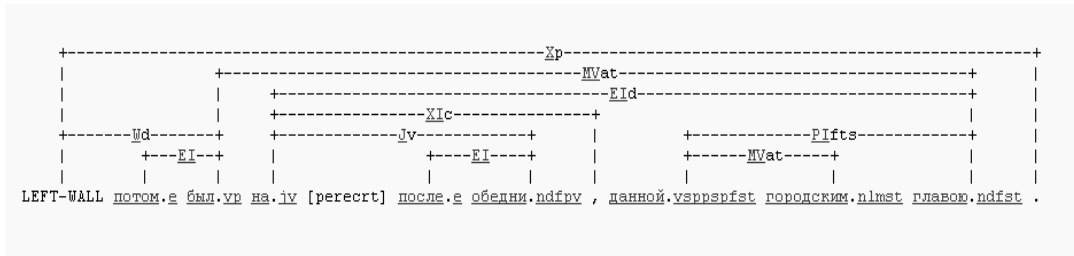 Xp
MVat
EId
XIc
Wd Jv PIfts
EI EI MVat
LEFT-WALL потом.е был.vp на.jv [perecrt] после.е обедни.ndfpv , данной.vsppspfst городским.nlmst главою.ndfst .